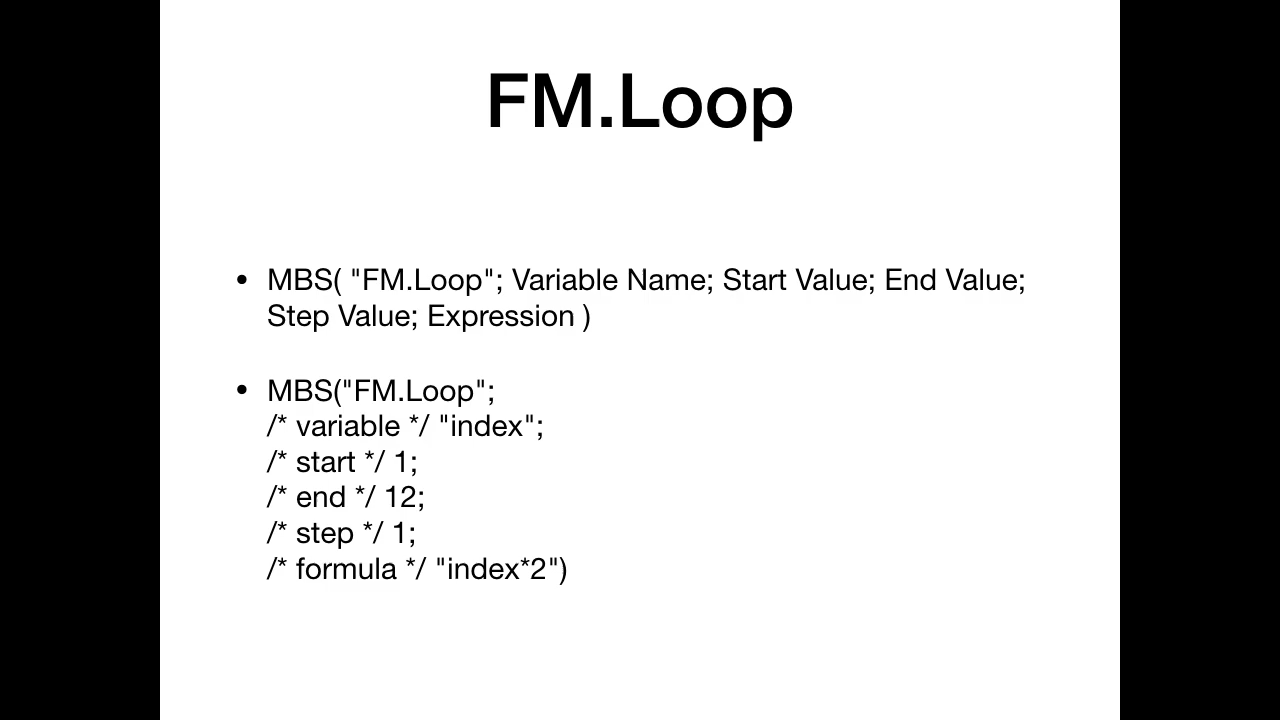 FM.Loop
• MBS( "FM.Loop"; Variable Name; Start Value; End Value;
Step Value; Expression )
• MBS("FM.Loop";
/* variable */ "index";
/* start */ 1;
/* end */ 12;
/* step */ 1;
/* formula */ "index*2")